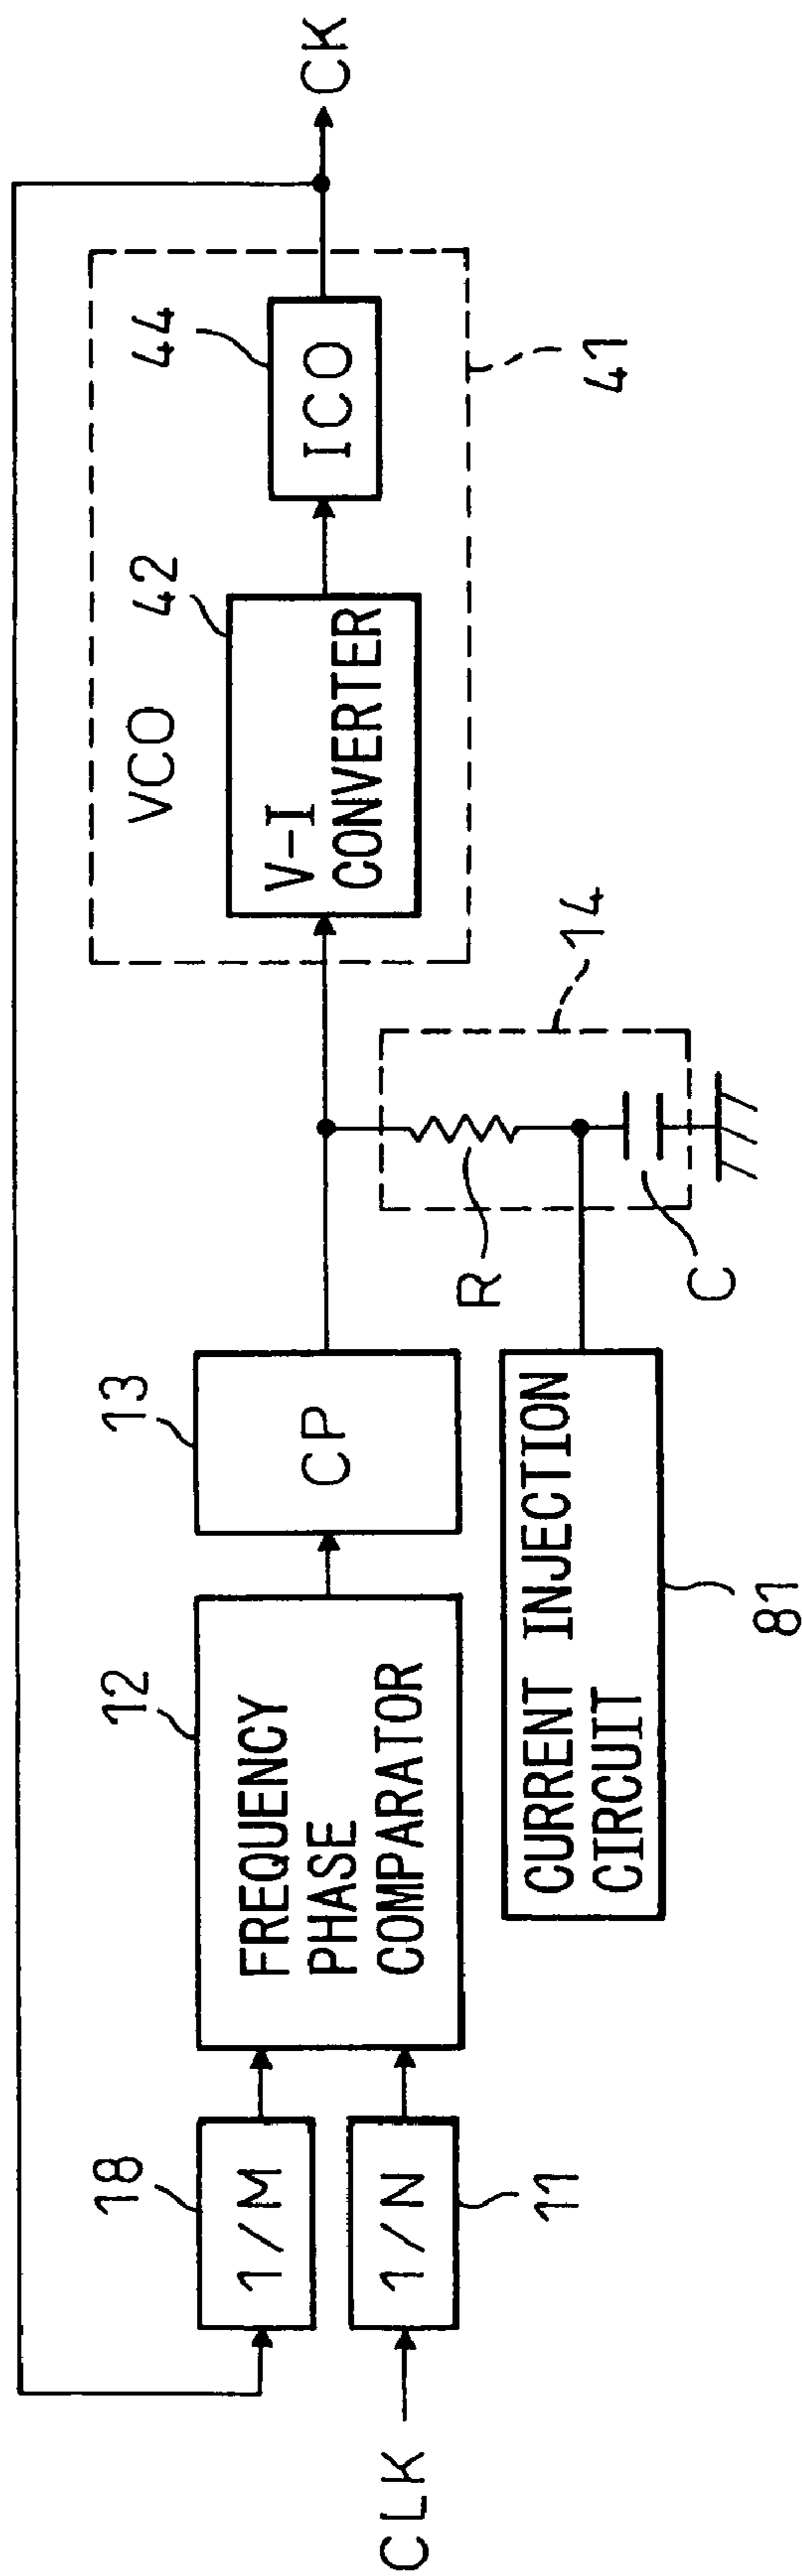 CK
44
ICO
41
VCO
42
V-I
CONVERTER
14
R
C
13
CP
12
FREQUENCY
PHASE
COMPARATOR
CURRENT INJECTION
CIRCUIT
81
18
1/M
1/N
11
CLK